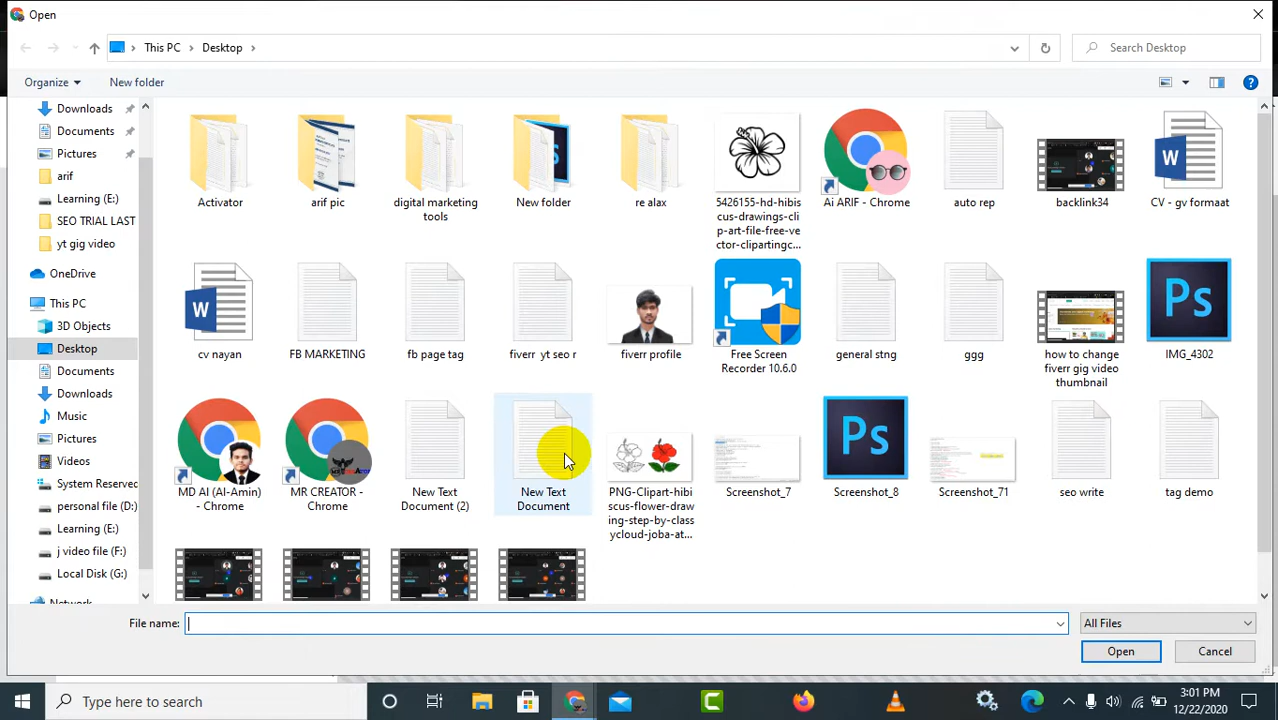 Open
This PC
Desktop
Search Desktop
Organize
New folder
Downloads
Documents
Pictures
arif
Learning (E:)
SEO TRIAL LAST
yt gig video
OneDrive
This PC
3D Objects
Desktop
Documents
Downloads
Music
Pictures
Videos
System Reserved
personal file (D:)
Learning (E:)
j video file (F:)
Local Disk (G:)
Network
Activator
arif pic
digital marketing
tools
New folder
re alax
5426155-hd-hibis
cus-drawings-cli
p-art-file-free-ve
ctor-clipartingc...
Ai ARIF - Chrome
auto rep
backlink34
CV - gv formaat
cv nayan
FB MARKETING
fb page tag
fiverr yt seo r
fiverr profile
Free Screen
Recorder 10.6.0
general stng
ggg
how to change
fiverr gig video
thumbnail
IMG_4302
MD AI (Al-Amin)
- Chrome
MR CREATOR -
Chrome
New Text
Document (2)
New Text
Document
PNG-Clipart-hibi
scus-flower-draw
ing-step-by-class
ycloud-joba-at...
Screenshot_7
Screenshot_8
Screenshot_71
seo write
tag demo
File name:
All Files
Open
Cancel
Type here to search
3:01 PM
12/22/2020